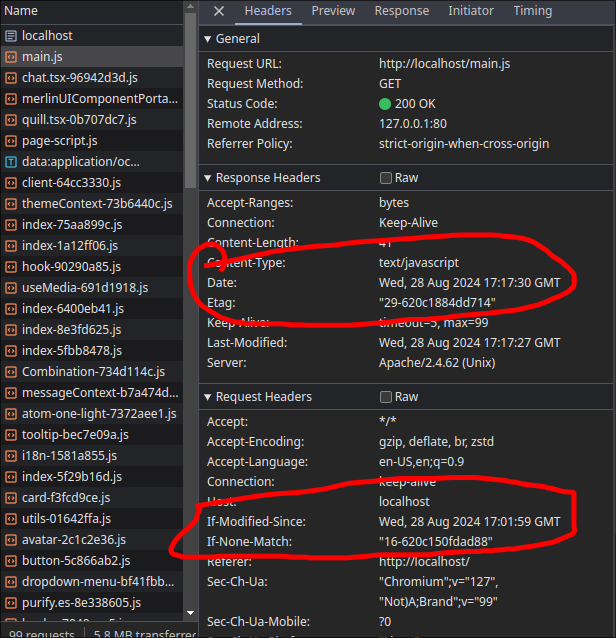 Name
Headers Preview Response Initiator Timing
localhost
main.js
chat.tsx-96942d3d.js
merlinUIComponentPorta...
quill.tsx-0b707dc7.js
page-script.js
data:application/oc...
client-64cc3330.js
themeContext-73b6440c.js
index-75aa899c.js
index-1a12ff06.js
hook-90290a85.js
useMedia-691d1918.js
index-6400eb41.js
index-8e3fd625.js
index-5fbb8478.js
Combination-734d114c.js
messageContext-b7a474d...
atom-one-light-7372aee1.js
tooltip-bec7e09a.js
i18n-1581a855.js
index-5f29b16d.js
card-f3fcd9ce.js
utils-01642ffa.js
avatar-2c1c2e36.js
button-5c866ab2.js
dropdown-menu-bf41fbb...
purify.es-8e338605.js
99 requests 5.8 MB transferre
General
Request URL: http://localhost/main.js
Request Method: GET
Status Code: 200 OK
Remote Address: 127.0.0.1:80
Referrer Policy: strict-origin-when-cross-origin
Response Headers Raw
Accept-Ranges: bytes
Connection: Keep-Alive
Content-Length: 41
Content-Type: text/javascript
Date: Wed, 28 Aug 2024 17:17:30 GMT
Etag: "29-620c1884dd714"
Keep-Alive: timeout=5, max=99
Last-Modified: Wed, 28 Aug 2024 17:17:27 GMT
Server: Apache/2.4.62 (Unix)
Request Headers Raw
Accept: */*
Accept-Encoding: gzip, deflate, br, zstd
Accept-Language: en-US,en;q=0.9
Connection: keep-alive
Host: localhost
If-Modified-Since: Wed, 28 Aug 2024 17:01:59 GMT
If-None-Match: "16-620c150fdad88"
Referer: http://localhost/
Sec-Ch-Ua: "Chromium";v="127",
"Not)A;Brand";v="99"
Sec-Ch-Ua-Mobile: ?0